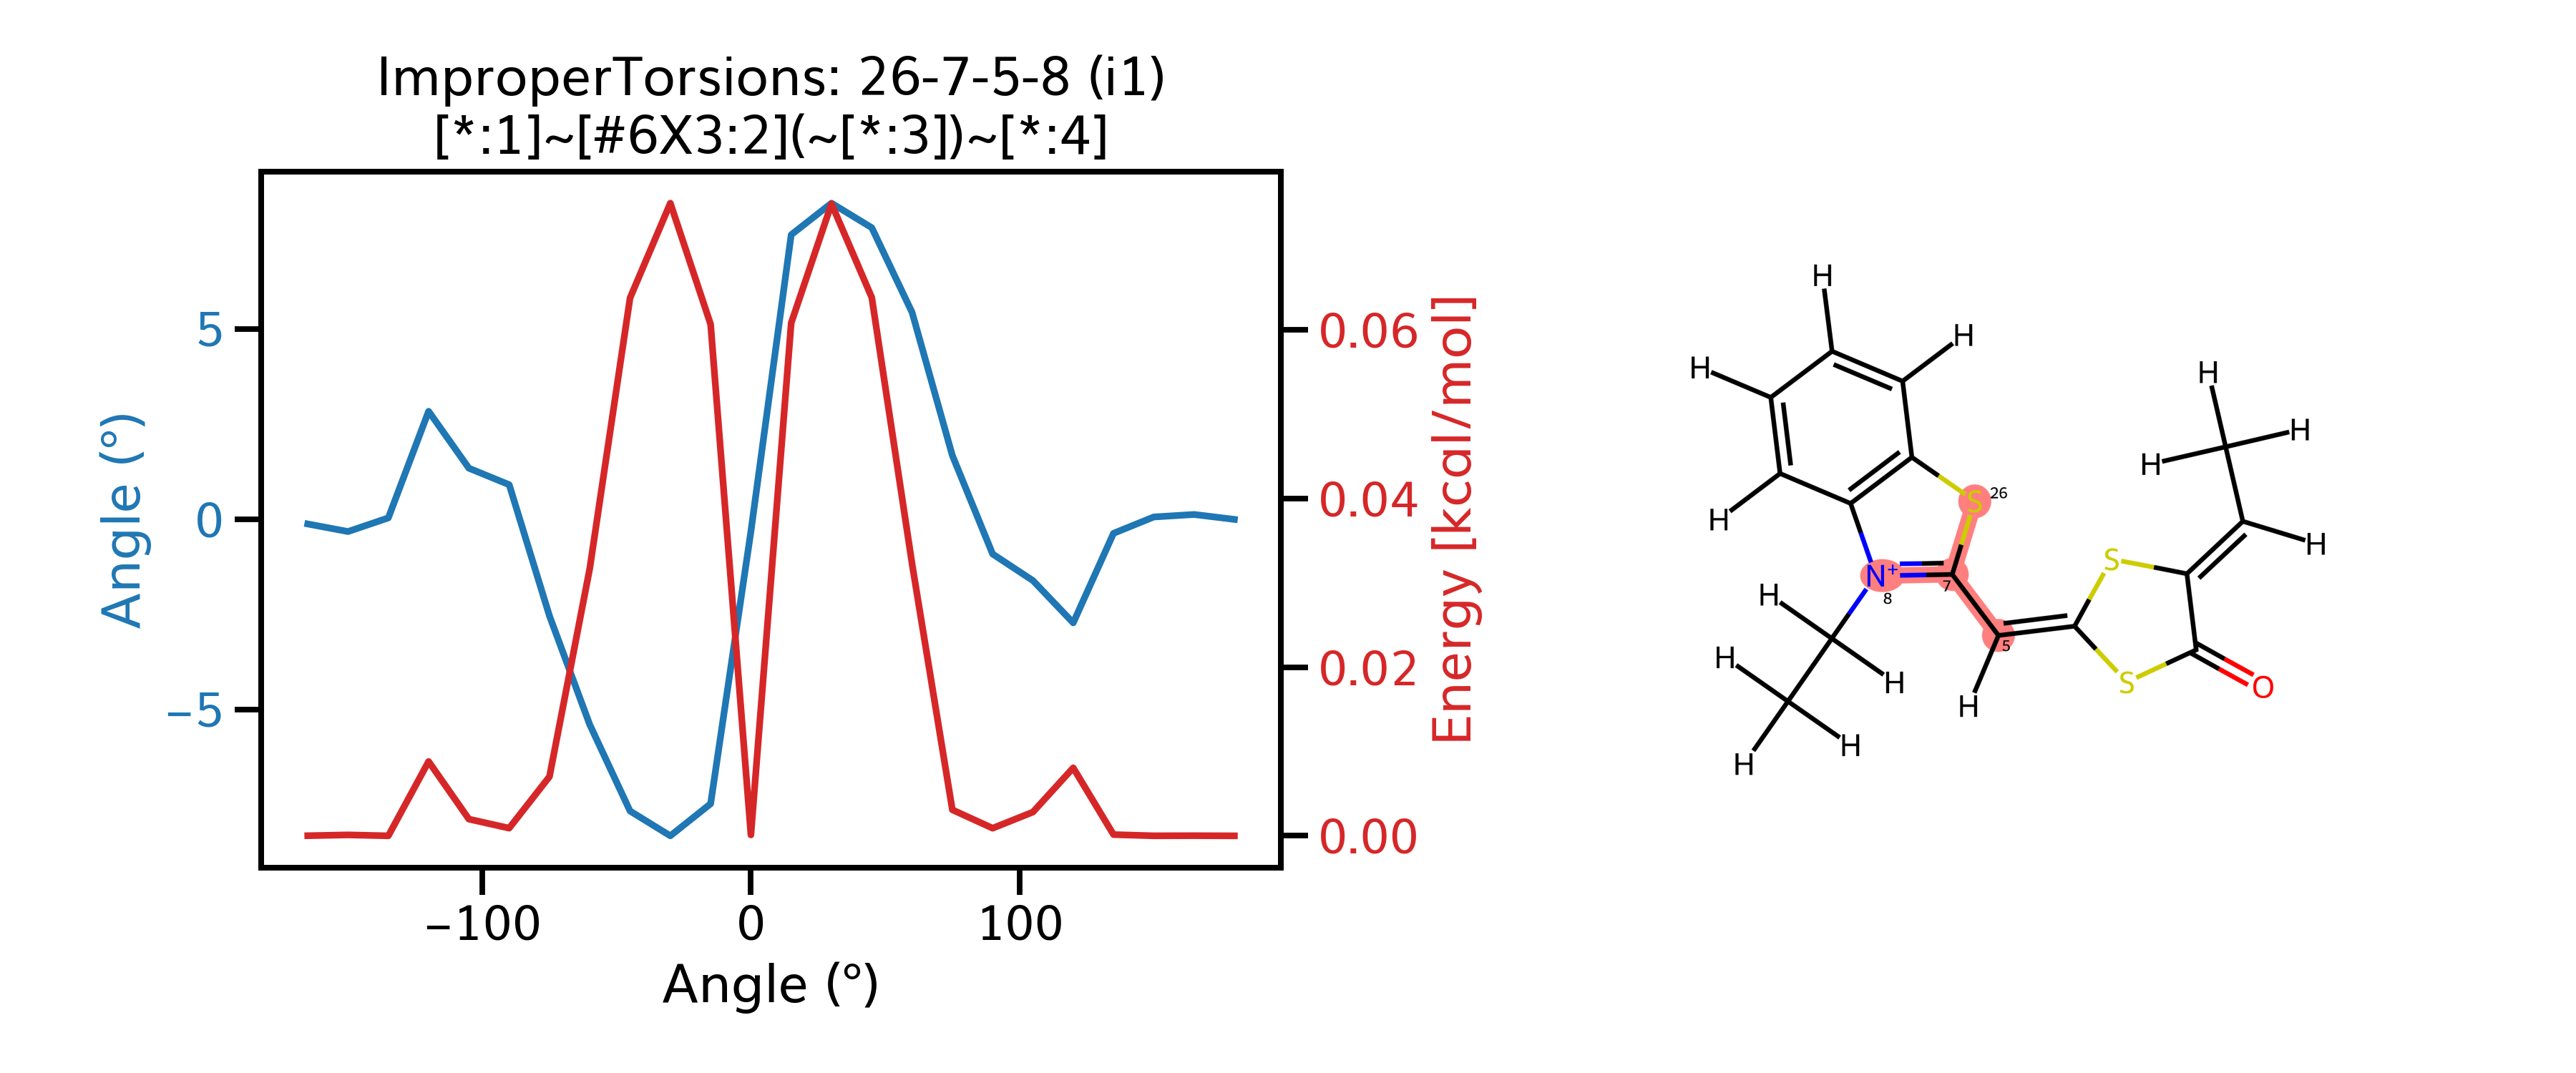 ImproperTorsions: 26-7-5-8 (i1)
[*:1]~[#6X3:2](~[*:3])~[*:4]
5
0
−5
Angle (°)
0.06
0.04
0.02
0.00
Energy [kcal/mol]
−100
0
100
Angle (°)
H
H
H
H
H
H
H
S 26
H
H
S
N+
7
8
H
5
H
H
S
O
H
H
H
H